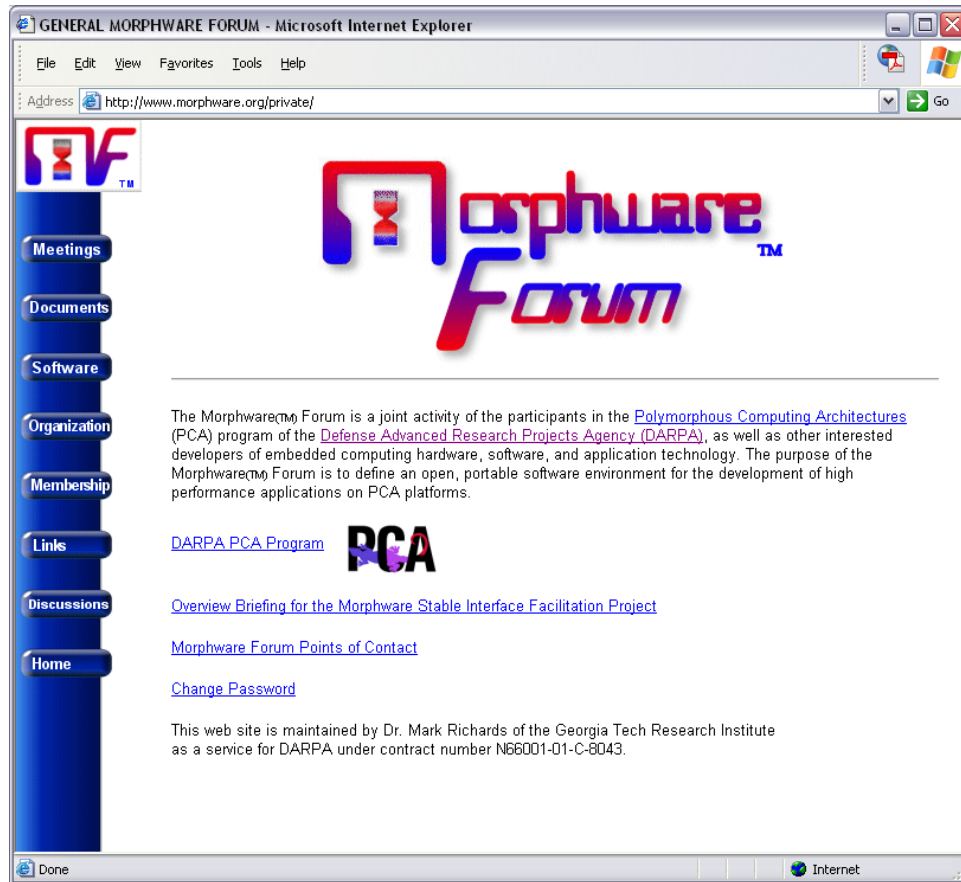 GENERAL MORPHWARE FORUM - Microsoft Internet Explorer
File Edit View Favorites Tools Help
Address http://www.morphware.org/private/ Go
MF TM
Morphware TM
Forum
Meetings
Documents
Software
Organization
Membership
Links
Discussions
Home
The Morphware(TM) Forum is a joint activity of the participants in the Polymorphous Computing Architectures
(PCA) program of the Defense Advanced Research Projects Agency (DARPA), as well as other interested
developers of embedded computing hardware, software, and application technology. The purpose of the
Morphware(TM) Forum is to define an open, portable software environment for the development of high
performance applications on PCA platforms.
DARPA PCA Program PCA
Overview Briefing for the Morphware Stable Interface Facilitation Project
Morphware Forum Points of Contact
Change Password
This web site is maintained by Dr. Mark Richards of the Georgia Tech Research Institute
as a service for DARPA under contract number N66001-01-C-8043.
Done Internet